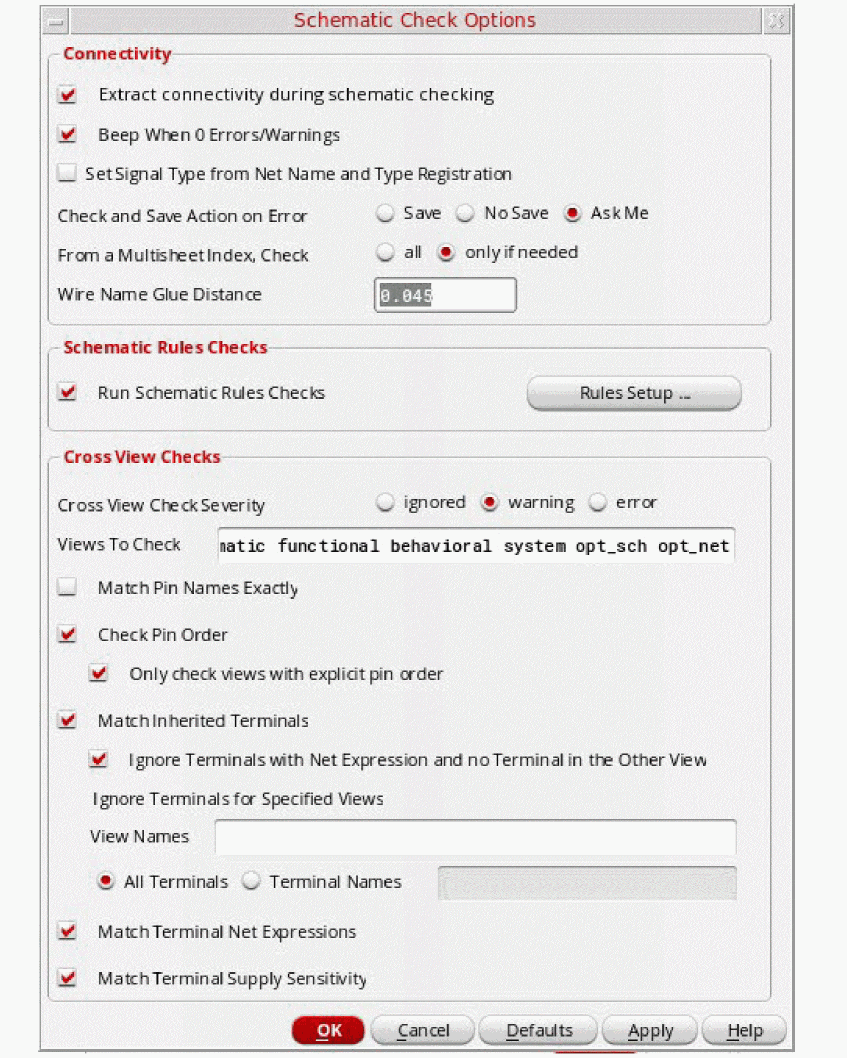 Schematic Check Options
Connectivity
Extract connectivity during schematic checking
Beep When 0 Errors/Warnings
Set Signal Type from Net Name and Type Registration
Check and Save Action on Error Save No Save Ask Me
From a Multisheet Index, Check all only if needed
Wire Name Glue Distance 0.045
Schematic Rules Checks
Run Schematic Rules Checks Rules Setup ...
Cross View Checks
Cross View Check Severity ignored warning error
Views To Check matic functional behavioral system opt_sch opt_net
Match Pin Names Exactly
Check Pin Order
Only check views with explicit pin order
Match Inherited Terminals
Ignore Terminals with Net Expression and no Terminal in the Other View
Ignore Terminals for Specified Views
View Names
All Terminals Terminal Names
Match Terminal Net Expressions
Match Terminal Supply Sensitivity
OK Cancel Defaults Apply Help